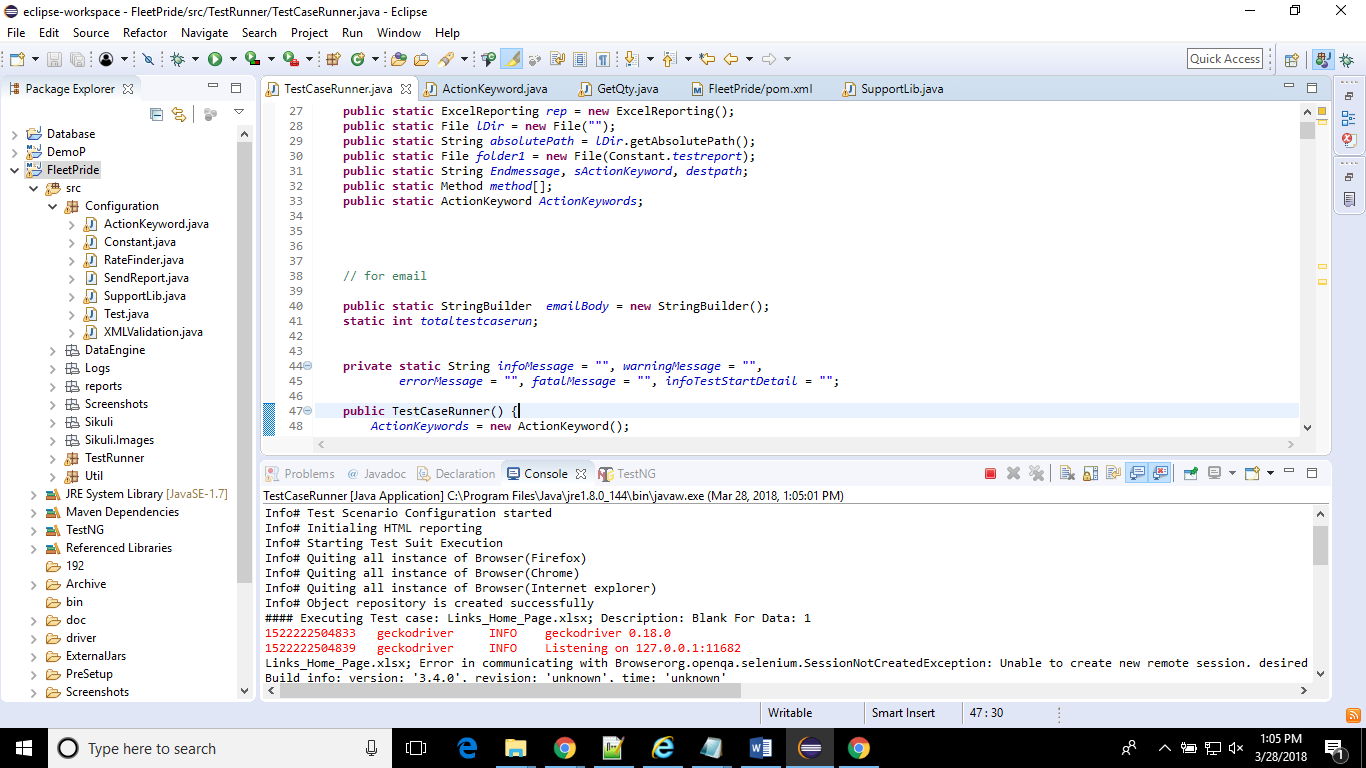 eclipse-workspace - FleetPride/src/TestRunner/TestCaseRunner.java - Eclipse
File Edit Source Refactor Navigate Search Project Run Window Help
Quick Access
Package Explorer
Database
DemoP
FleetPride
src
Configuration
ActionKeyword.java
Constant.java
RateFinder.java
SendReport.java
SupportLib.java
Test.java
XMLValidation.java
DataEngine
Logs
reports
Screenshots
Sikuli
Sikuli.Images
TestRunner
Util
JRE System Library [JavaSE-1.7]
Maven Dependencies
TestNG
Referenced Libraries
192
Archive
bin
doc
driver
ExternalJars
PreSetup
Screenshots
TestCaseRunner.java ActionKeyword.java GetQty.java FleetPride/pom.xml SupportLib.java
27 public static ExcelReporting rep = new ExcelReporting();
28 public static File lDir = new File("");
29 public static String absolutePath = lDir.getAbsolutePath();
30 public static File folder1 = new File(Constant.testreport);
31 public static String Endmessage, sActionKeyword, destpath;
32 public static Method method[];
33 public static ActionKeyword ActionKeywords;
34
35
36
37
38 // for email
39
40 public static StringBuilder emailBody = new StringBuilder();
41 static int totaltestcaserun;
42
43
44 private static String infoMessage = "", warningMessage = "",
45 errorMessage = "", fatalMessage = "", infoTestStartDetail = "";
46
47 public TestCaseRunner() {
48 ActionKeywords = new ActionKeyword();
Problems Javadoc Declaration Console TestNG
TestCaseRunner [Java Application] C:\Program Files\Java\jre1.8.0_144\bin\javaw.exe (Mar 28, 2018, 1:05:01 PM)
Info# Test Scenario Configuration started
Info# Initialing HTML reporting
Info# Starting Test Suit Execution
Info# Quiting all instance of Browser(Firefox)
Info# Quiting all instance of Browser(Chrome)
Info# Quiting all instance of Browser(Internet explorer)
Info# Object repository is created successfully
#### Executing Test case: Links_Home_Page.xlsx; Description: Blank For Data: 1
1522222504833 geckodriver INFO geckodriver 0.18.0
1522222504839 geckodriver INFO Listening on 127.0.0.1:11682
Links_Home_Page.xlsx; Error in communicating with Browserorg.openqa.selenium.SessionNotCreatedException: Unable to create new remote session. desired
Build info: version: '3.4.0', revision: 'unknown', time: 'unknown'
Writable Smart Insert 47 : 30
Type here to search
1:05 PM
3/28/2018
1